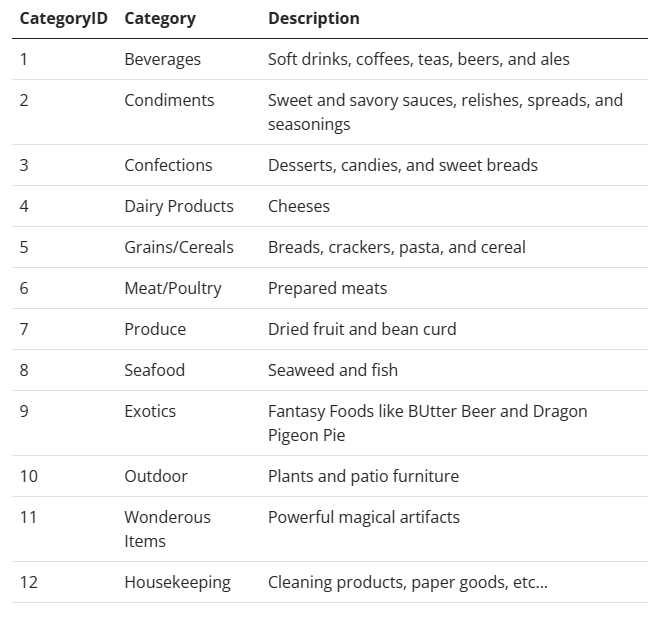 CategoryID Category Description
1 Beverages Soft drinks, coffees, teas, beers, and ales
2 Condiments Sweet and savory sauces, relishes, spreads, and
seasonings
3 Confections Desserts, candies, and sweet breads
4 Dairy Products Cheeses
5 Grains/Cereals Breads, crackers, pasta, and cereal
6 Meat/Poultry Prepared meats
7 Produce Dried fruit and bean curd
8 Seafood Seaweed and fish
9 Exotics Fantasy Foods like BUtter Beer and Dragon
Pigeon Pie
10 Outdoor Plants and patio furniture
11 Wonderous Powerful magical artifacts
Items
12 Housekeeping Cleaning products, paper goods, etc...